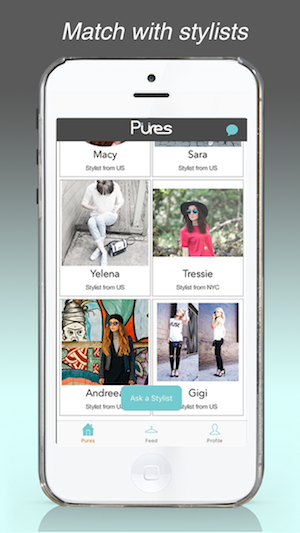 Match with stylists
Püres
Macy
Sara
Stylist from US
Stylist from US
Yelena
Tressie
Stylist from US
Stylist from NYC
Andreea
Gigi
Ask a Stylist
Stylist from US
Stylist from US
Pures
Feed
Profile